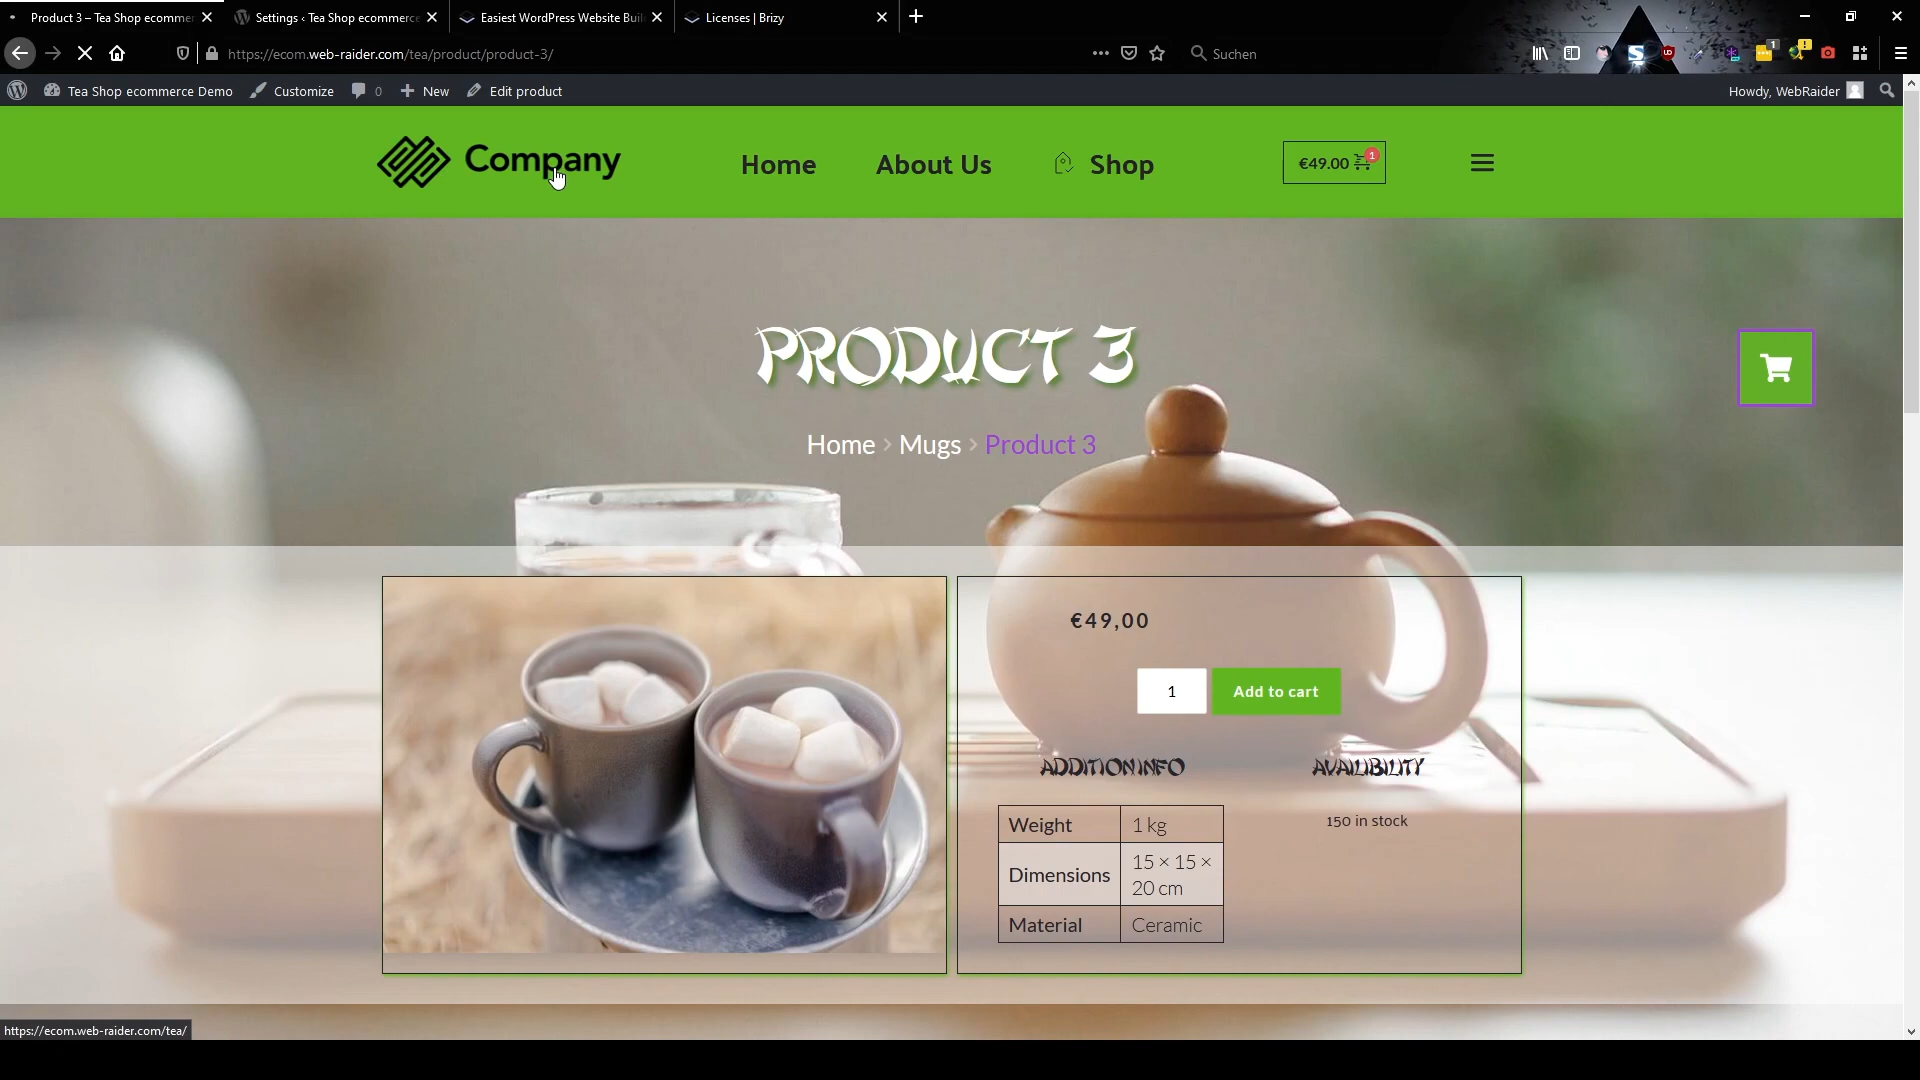 Product 3 – Tea Shop ecommer
Settings ‹ Tea Shop ecommerce
Easiest WordPress Website Buil
Licenses | Brizy
https://ecom.web-raider.com/tea/product/product-3/
Suchen
1
!
Tea Shop ecommerce Demo
Customize
0
New
Edit product
Howdy, WebRaider
Company
Home
About Us
Shop
€49.00
1
PRODUCT 3
Home > Mugs > Product 3
€49,00
1
Add to cart
ADDITION INFO
AVAILIBILITY
Weight 1 kg
150 in stock
Dimensions 15 × 15 ×
20 cm
Material Ceramic
https://ecom.web-raider.com/tea/